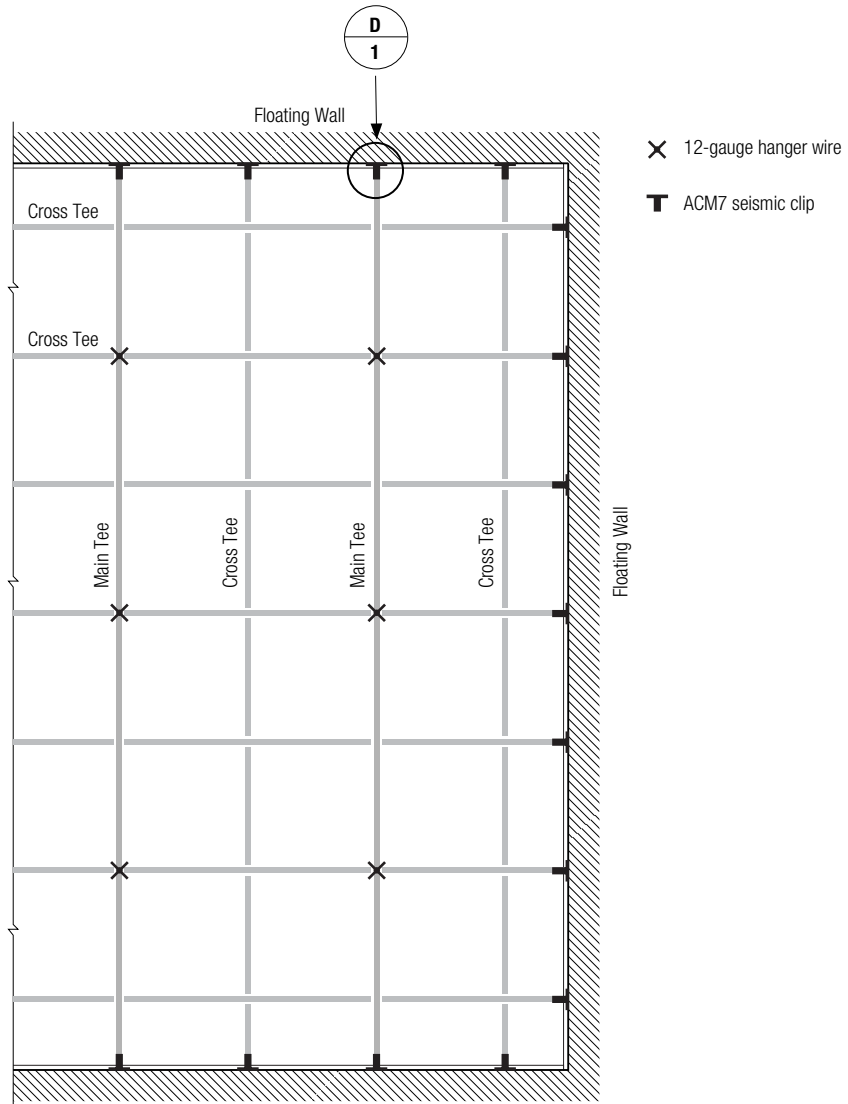 D
1
Floating Wall
12-gauge hanger wire
ACM7 seismic clip
Cross Tee
Cross Tee
Main Tee
Cross Tee
Main Tee
Cross Tee
Floating Wall